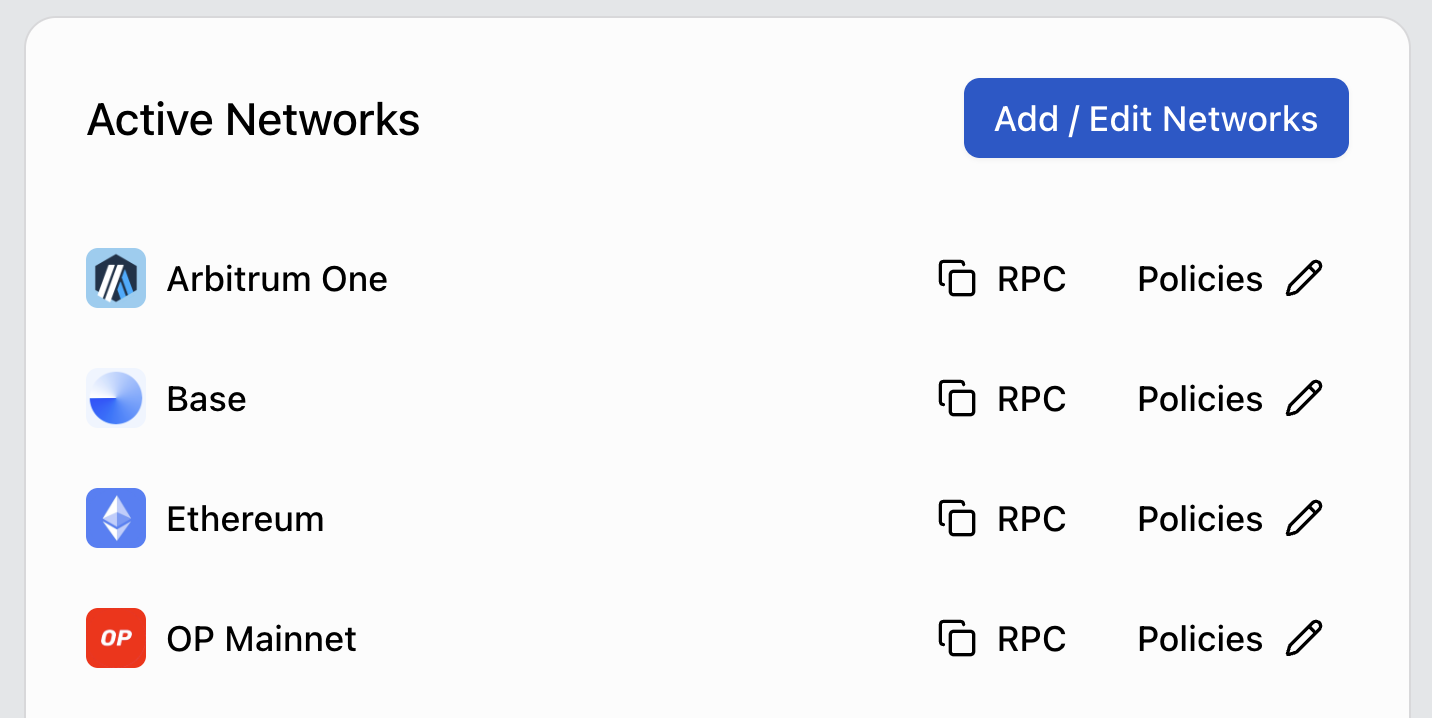 Active Networks
Add / Edit Networks
Arbitrum One
RPC
Policies
Base
RPC
Policies
Ethereum
RPC
Policies
OP
OP Mainnet
RPC
Policies